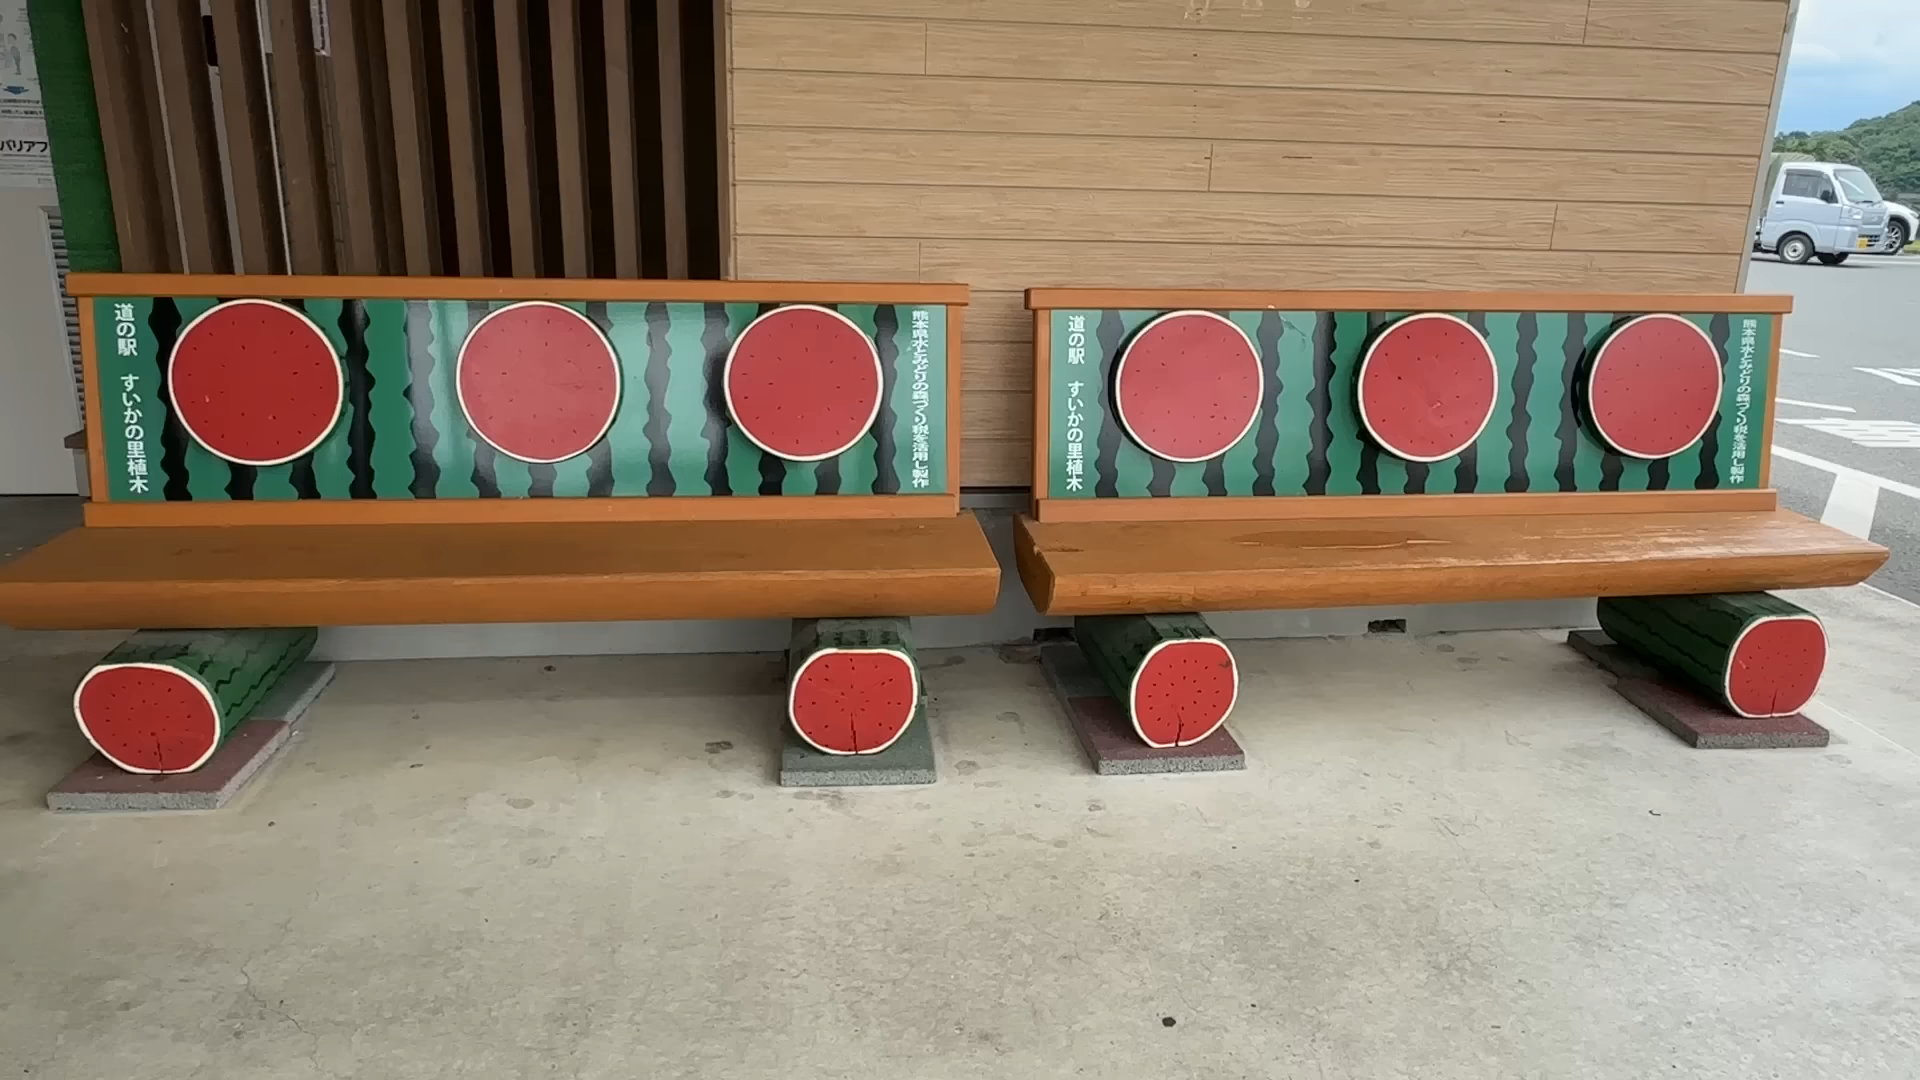 バリアフ
道の駅
すいかの里植木
熊本県水とみどりの森づくり税を活用し製作
道の駅
すいかの里植木
熊本県水とみどりの森づくり税を活用し製作